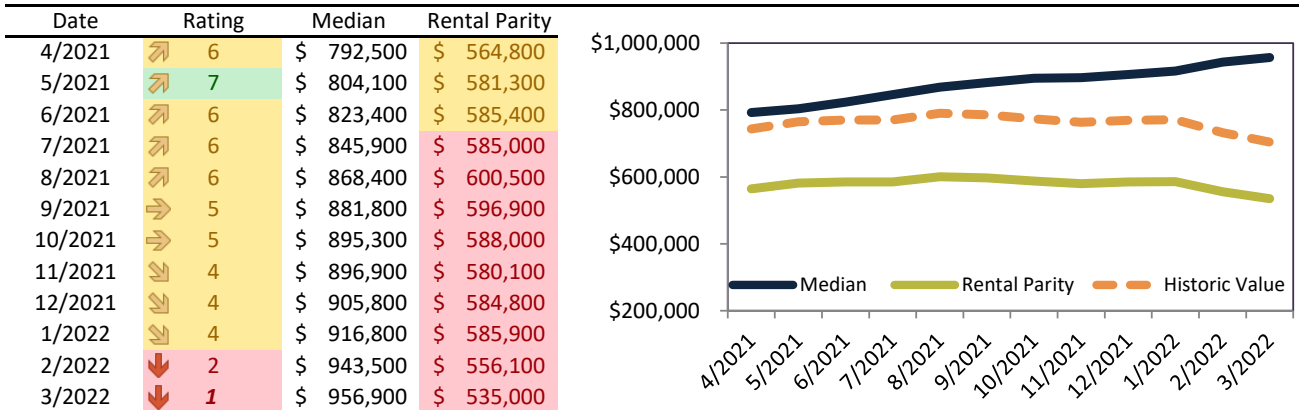 Date Rating Median Rental Parity
4/2021 6 $ 792,500 $ 564,800
5/2021 7 $ 804,100 $ 581,300
6/2021 6 $ 823,400 $ 585,400
7/2021 6 $ 845,900 $ 585,000
8/2021 6 $ 868,400 $ 600,500
9/2021 5 $ 881,800 $ 596,900
10/2021 5 $ 895,300 $ 588,000
11/2021 4 $ 896,900 $ 580,100
12/2021 4 $ 905,800 $ 584,800
1/2022 4 $ 916,800 $ 585,900
2/2022 2 $ 943,500 $ 556,100
3/2022 1 $ 956,900 $ 535,000
$1,000,000
$800,000
$600,000
$400,000
$200,000
Median Rental Parity Historic Value
4/2021 5/2021 6/2021 7/2021 8/2021 9/2021 10/2021 11/2021 12/2021 1/2022 2/2022 3/2022